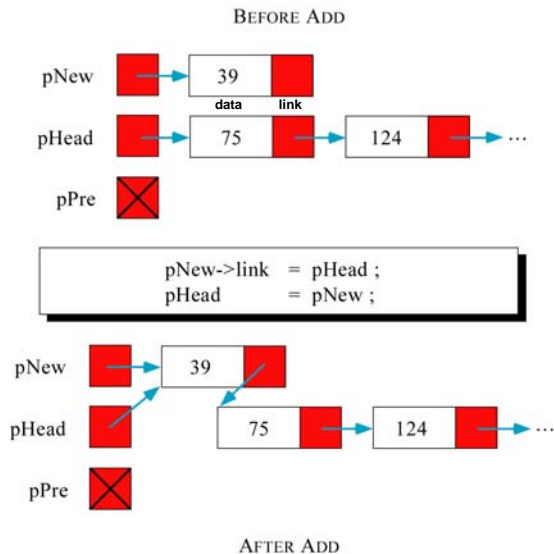 BEFORE ADD
pNew 39
data link
pHead 75 124 ...
pPre
pNew->link = pHead ;
pHead = pNew ;
pNew 39
pHead
75 124 ...
pPre
AFTER ADD